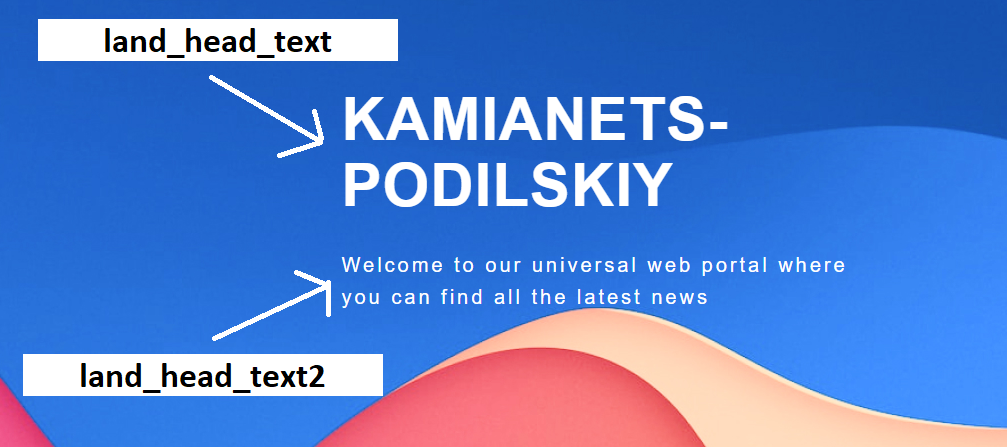 land_head_text
KAMIANETS-
PODILSKIY
Welcome to our universal web portal where
you can find all the latest news
land_head_text2